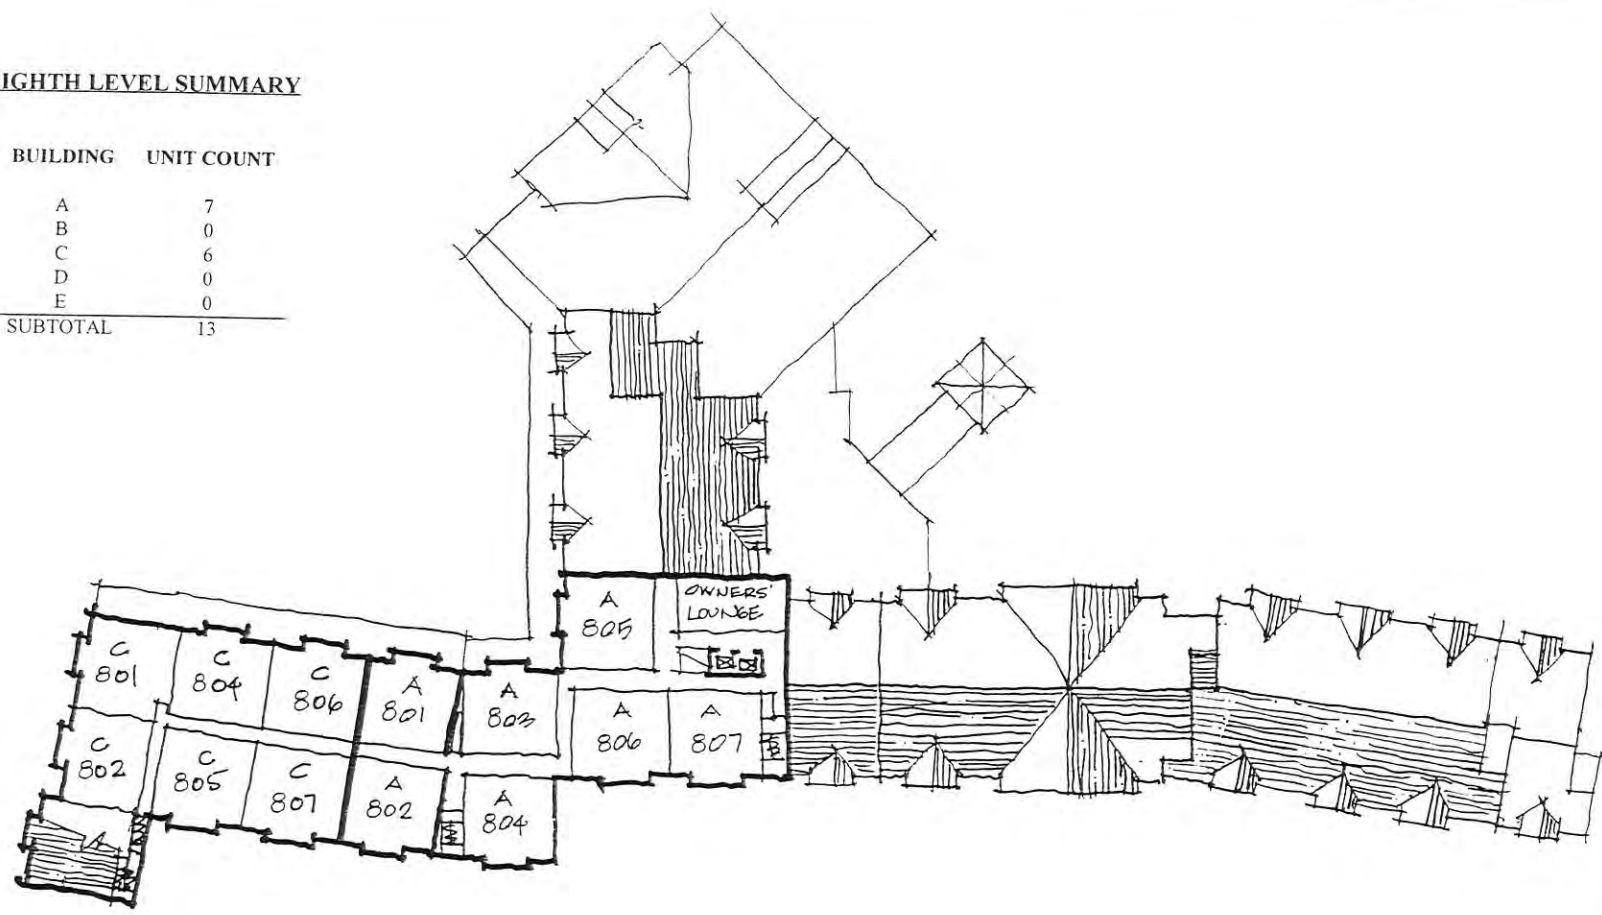 IGHTH LEVEL SUMMARY
BUILDING UNIT COUNT
A 7
B 0
C 6
D 0
E 0
SUBTOTAL 13
A
805
OWNERS'
LOUNGE
C
801
C
804
C
806
A
801
A
803
A
806
A
807
C
802
C
805
C
807
A
802
A
804